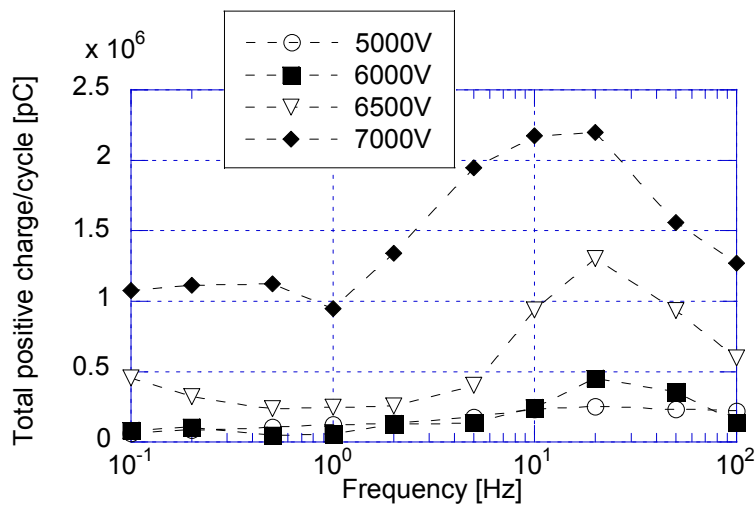 x 10^6
5000V
6000V
6500V
7000V
Total positive charge/cycle [pC]
2.5
2
1.5
1
0.5
0
10^-1
10^0
10^1
10^2
Frequency [Hz]